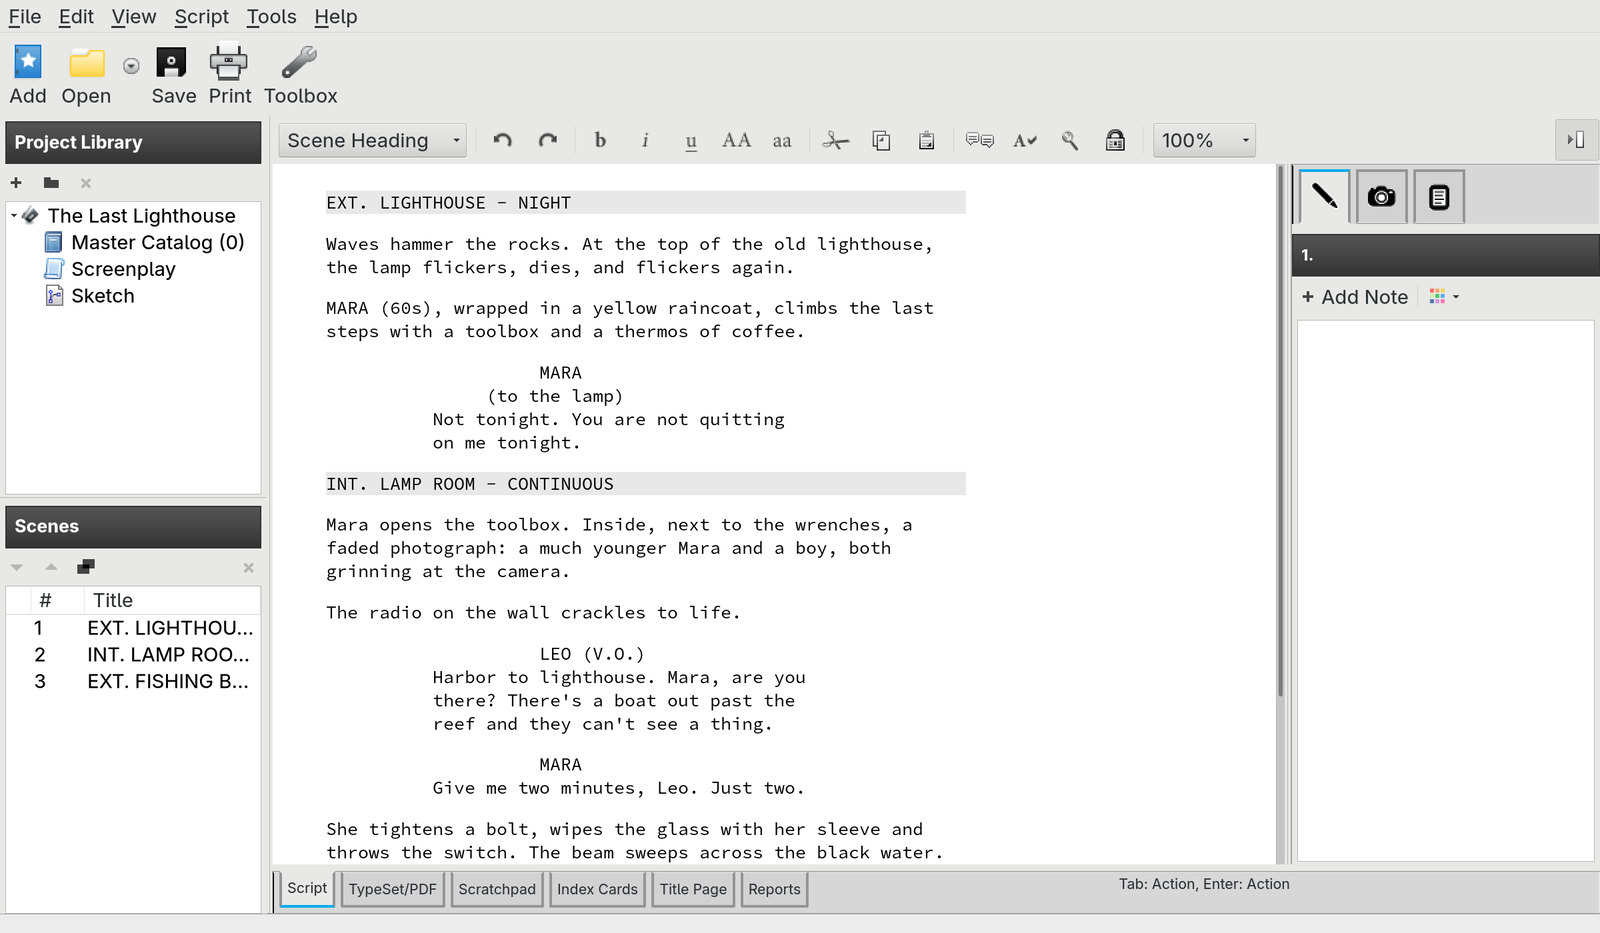 File Edit View Script Tools Help
Add Open Save Print Toolbox
Project Library
The Last Lighthouse
Master Catalog (0)
Screenplay
Sketch
Scenes
# Title
1 EXT. LIGHTHOU...
2 INT. LAMP ROO...
3 EXT. FISHING B...
Scene Heading b i u AA aa A 100%
EXT. LIGHTHOUSE - NIGHT
Waves hammer the rocks. At the top of the old lighthouse,
the lamp flickers, dies, and flickers again.
MARA (60s), wrapped in a yellow raincoat, climbs the last
steps with a toolbox and a thermos of coffee.
MARA
(to the lamp)
Not tonight. You are not quitting
on me tonight.
INT. LAMP ROOM - CONTINUOUS
Mara opens the toolbox. Inside, next to the wrenches, a
faded photograph: a much younger Mara and a boy, both
grinning at the camera.
The radio on the wall crackles to life.
LEO (V.O.)
Harbor to lighthouse. Mara, are you
there? There's a boat out past the
reef and they can't see a thing.
MARA
Give me two minutes, Leo. Just two.
She tightens a bolt, wipes the glass with her sleeve and
throws the switch. The beam sweeps across the black water.
Script TypeSet/PDF Scratchpad Index Cards Title Page Reports
Tab: Action, Enter: Action
1.
+ Add Note